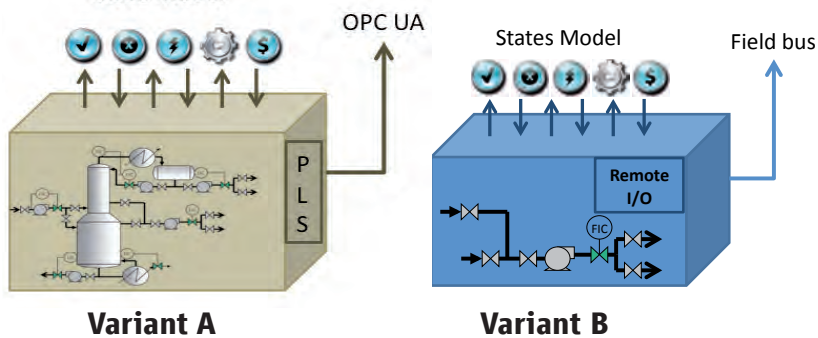 OPC UA
States Model
Field bus
P
L
S
Remote
I/O
FIC
$
$
Variant A
Variant B